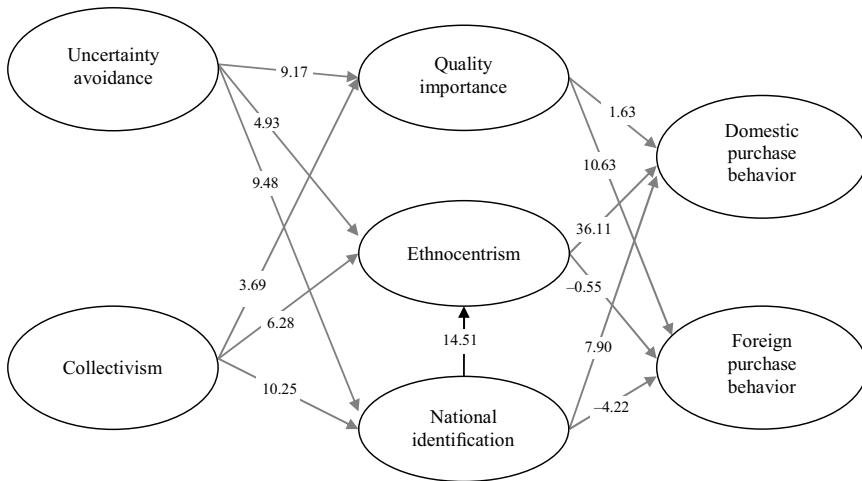 Uncertainty
avoidance
Quality
importance
Domestic
purchase
behavior
Ethnocentrism
Collectivism
National
identification
Foreign
purchase
behavior
9.17
4.93
9.48
3.69
6.28
10.25
14.51
1.63
10.63
36.11
–0.55
7.90
–4.22